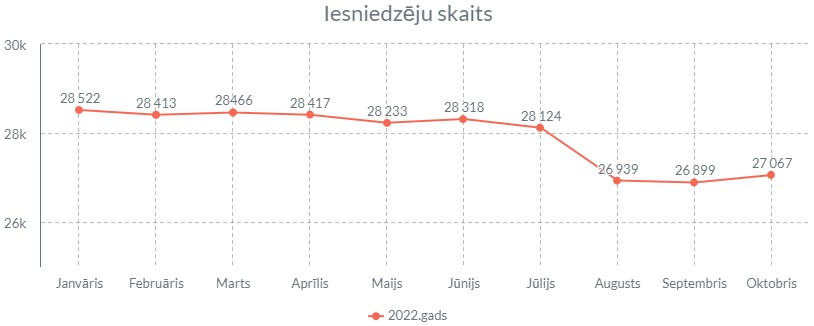 Iesniedzēju skaits
30k
28 522
28 413
28466
28 417
28 233
28 318
28 124
28k
26 939
26 899
27 067
26k
Janvāris Februāris Marts Aprīlis Maijs Jūnijs Jūlijs Augusts Septembris Oktobris
2022.gads